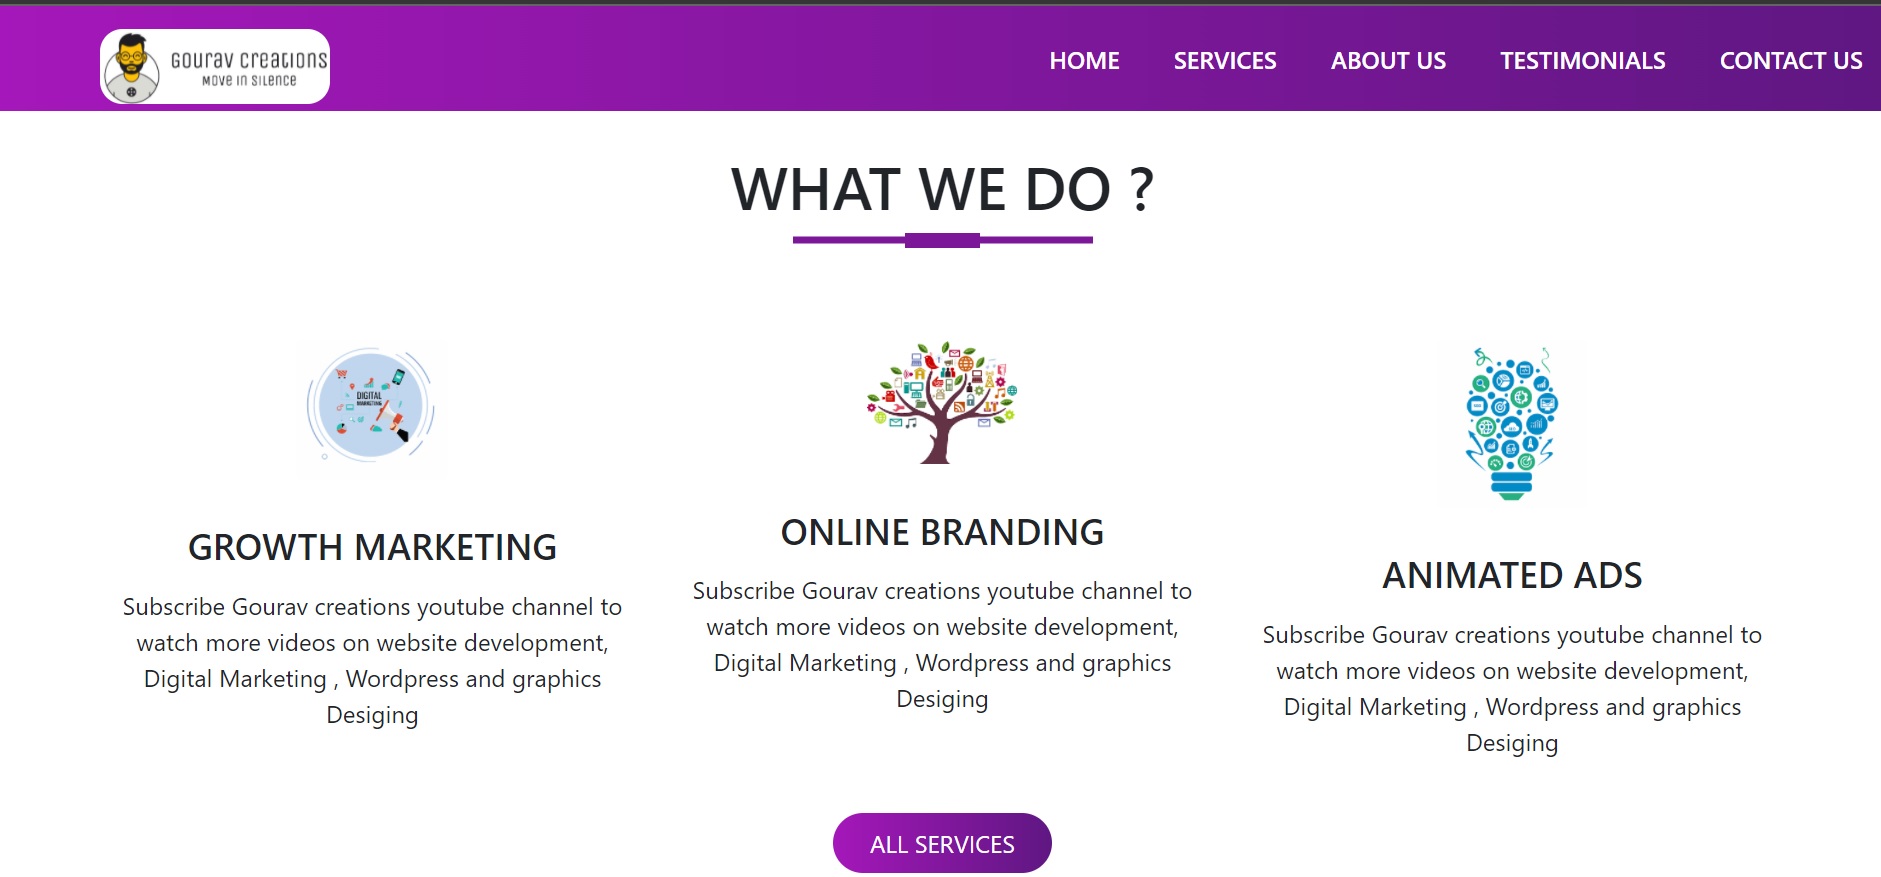 Gourav Creations
Move in Silence
HOME SERVICES ABOUT US TESTIMONIALS CONTACT US
WHAT WE DO ?
DIGITAL
MARKETING
GROWTH MARKETING
Subscribe Gourav creations youtube channel to
watch more videos on website development,
Digital Marketing , Wordpress and graphics
Desiging
ONLINE BRANDING
Subscribe Gourav creations youtube channel to
watch more videos on website development,
Digital Marketing , Wordpress and graphics
Desiging
ANIMATED ADS
Subscribe Gourav creations youtube channel to
watch more videos on website development,
Digital Marketing , Wordpress and graphics
Desiging
ALL SERVICES